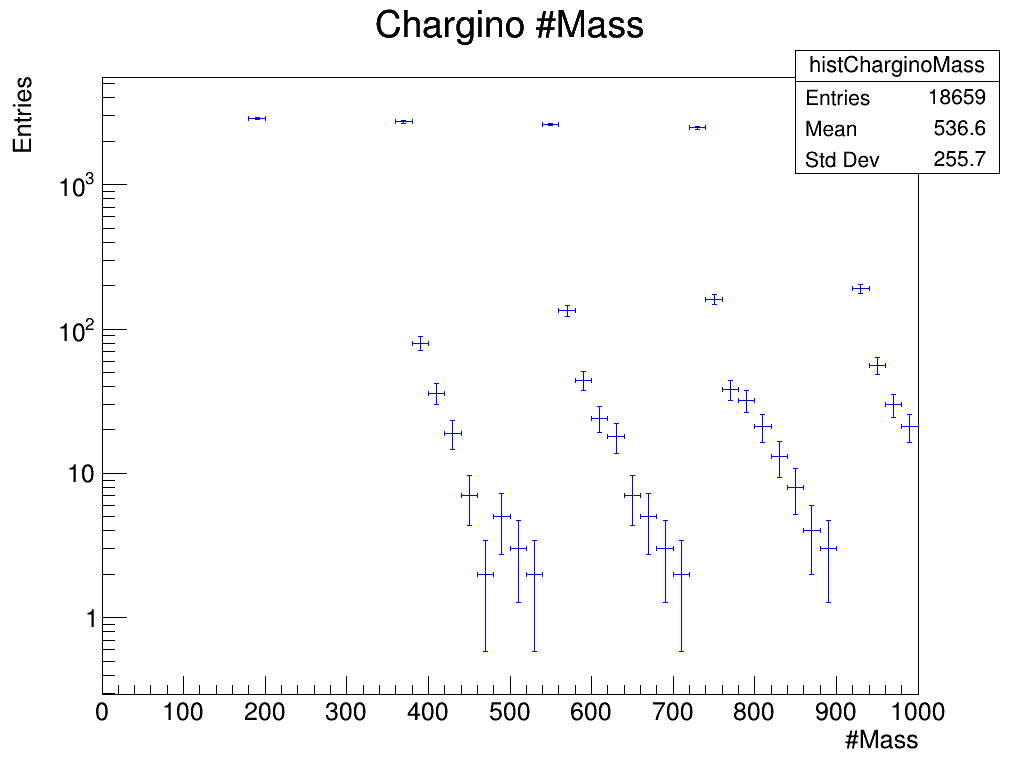 Chargino #Mass
histCharginoMass
Entries 18659
Mean 536.6
Std Dev 255.7
Entries
10³
10²
10
1
0 100 200 300 400 500 600 700 800 900 1000
#Mass